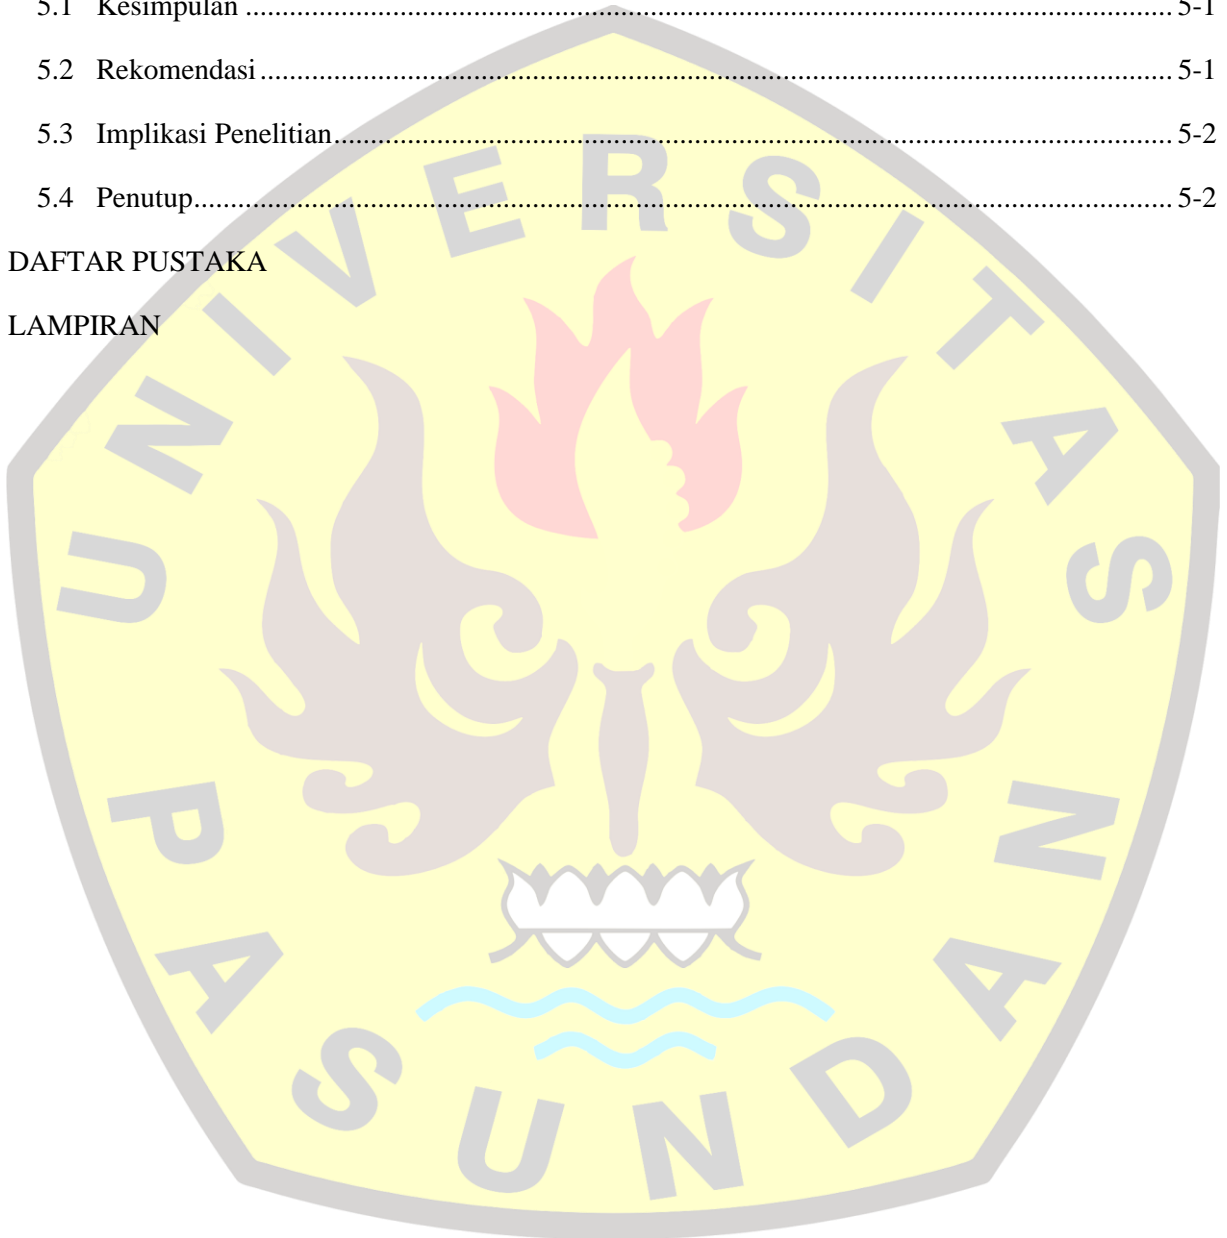 5.1 Kesimpulan ........................................................................................................................... 5-1
5.2 Rekomendasi ......................................................................................................................... 5-1
5.3 Implikasi Penelitian................................................................................................................ 5-2
5.4 Penutup.................................................................................................................................. 5-2
DAFTAR PUSTAKA
LAMPIRAN
UNIVERSITAS
PASUNDAN